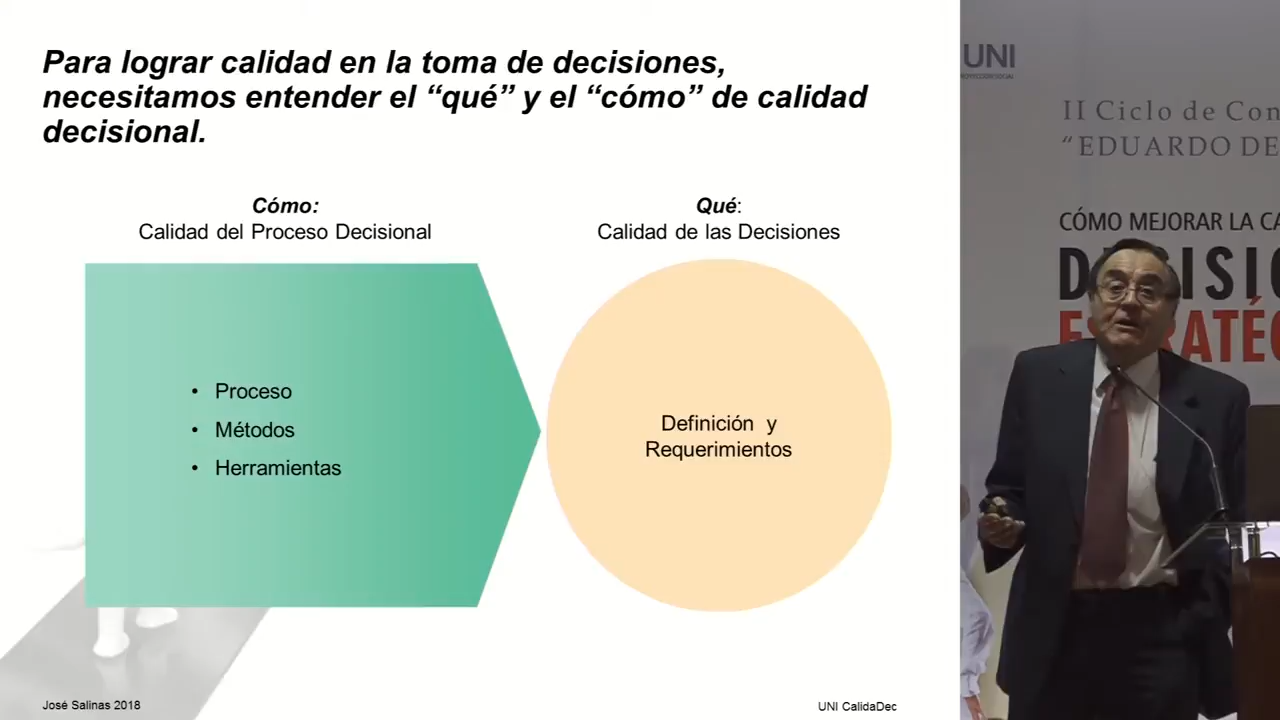 Para lograr calidad en la toma de decisiones,
necesitamos entender el “qué” y el “cómo” de calidad
decisional.
Cómo:
Calidad del Proceso Decisional
Qué:
Calidad de las Decisiones
• Proceso
• Métodos
• Herramientas
Definición y
Requerimientos
José Salinas 2018
UNI CalidaDec
UNI
II Ciclo de Con
“EDUARDO DE
CÓMO MEJORAR LA CA